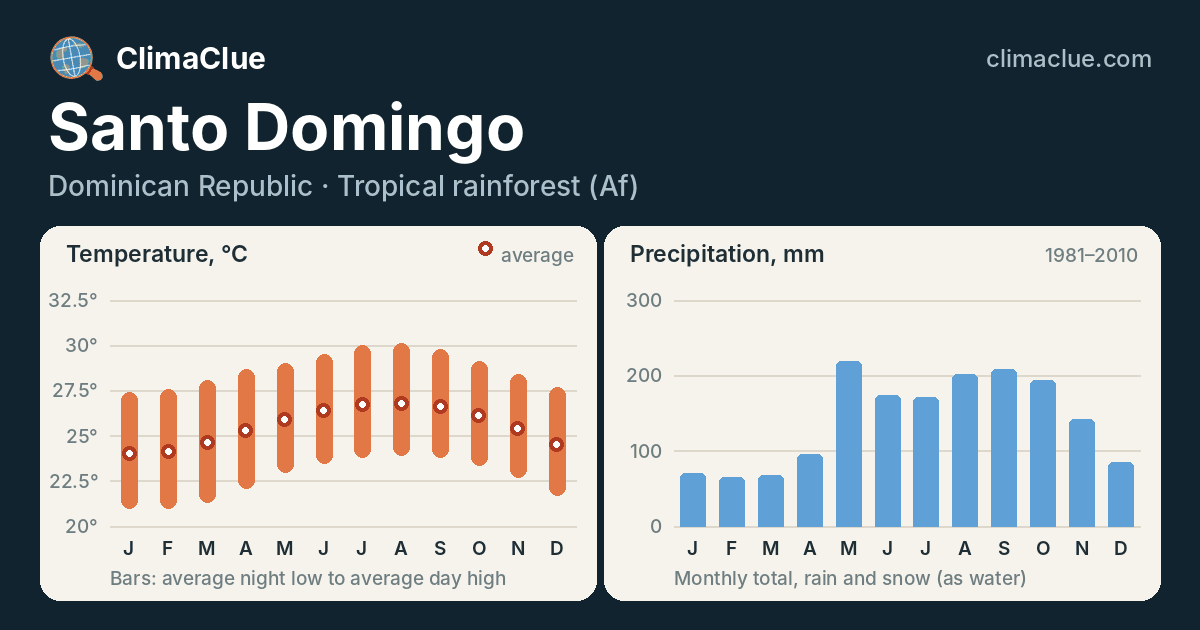 ClimaClue
climaclue.com
Santo Domingo
Dominican Republic · Tropical rainforest (Af)
Temperature, °C
average
32.5°
30°
27.5°
25°
22.5°
20°
J F M A M J J A S O N D
Bars: average night low to average day high
Precipitation, mm
1981–2010
300
200
100
0
J F M A M J J A S O N D
Monthly total, rain and snow (as water)